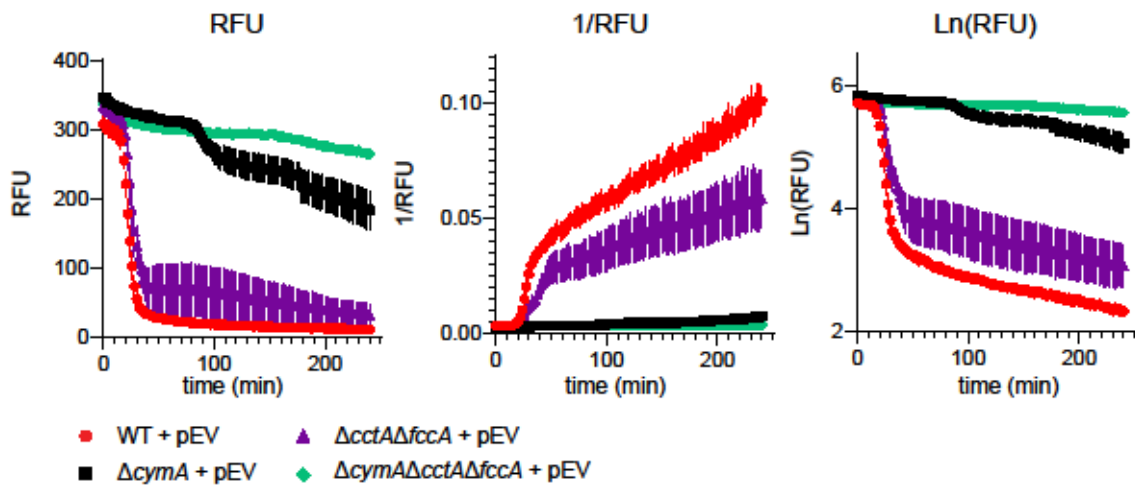 RFU
1/RFU
Ln(RFU)
400
300
200
100
0
RFU
0
100
200
time (min)
0.10
0.05
0.00
1/RFU
0
100
200
time (min)
6
4
2
Ln(RFU)
0
100
200
time (min)
WT + pEV
ΔcctAΔfccA + pEV
ΔcymA + pEV
ΔcymAΔcctAΔfccA + pEV